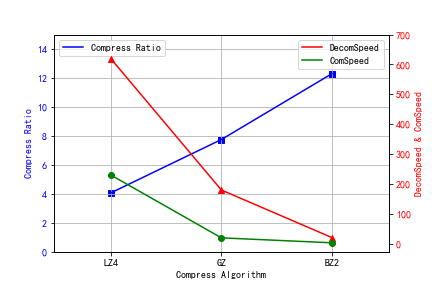 Compress Ratio
DecomSpeed
ComSpeed
14
12
10
8
6
4
2
0
Compress Ratio
700
600
500
400
300
200
100
0
DecomSpeed & ComSpeed
LZ4
GZ
BZ2
Compress Algorithm